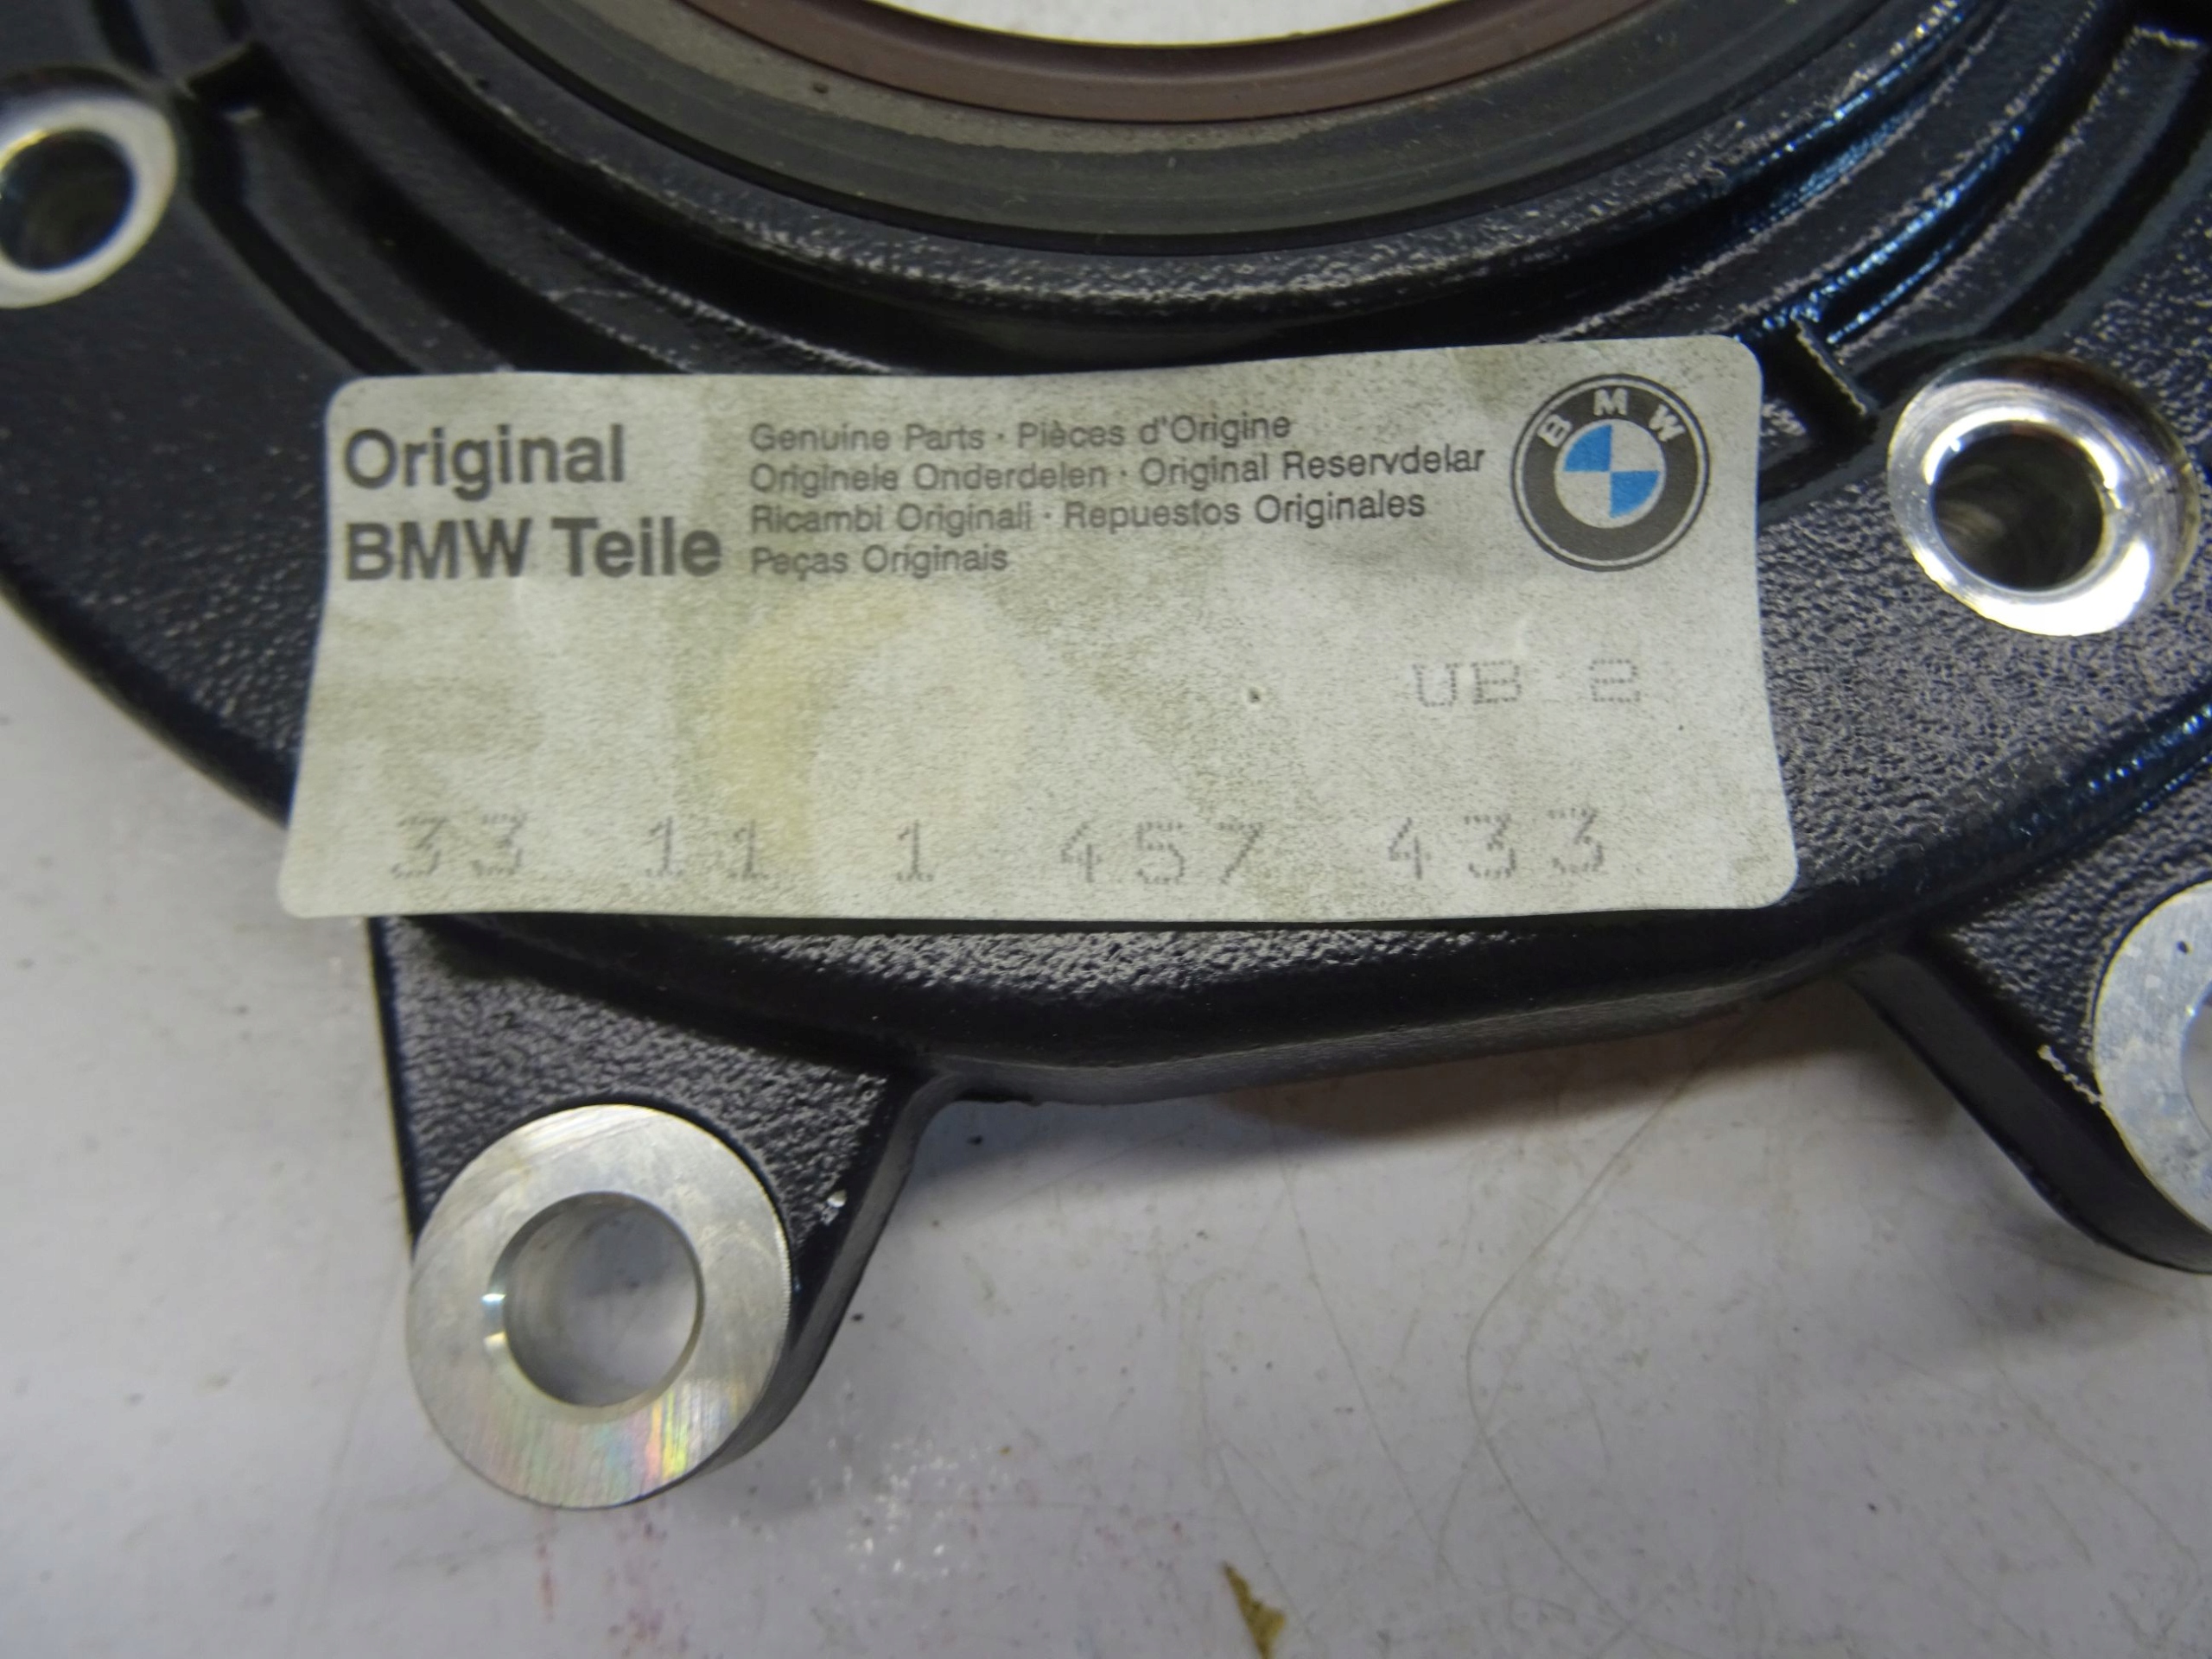 Original
BMW Teile
Genuine Parts · Pièces d'Origine
Originele Onderdelen · Original Reservdelar
Ricambi Originali · Repuestos Originales
Peças Originais
BMW
UB 2
33 11 1 457 433